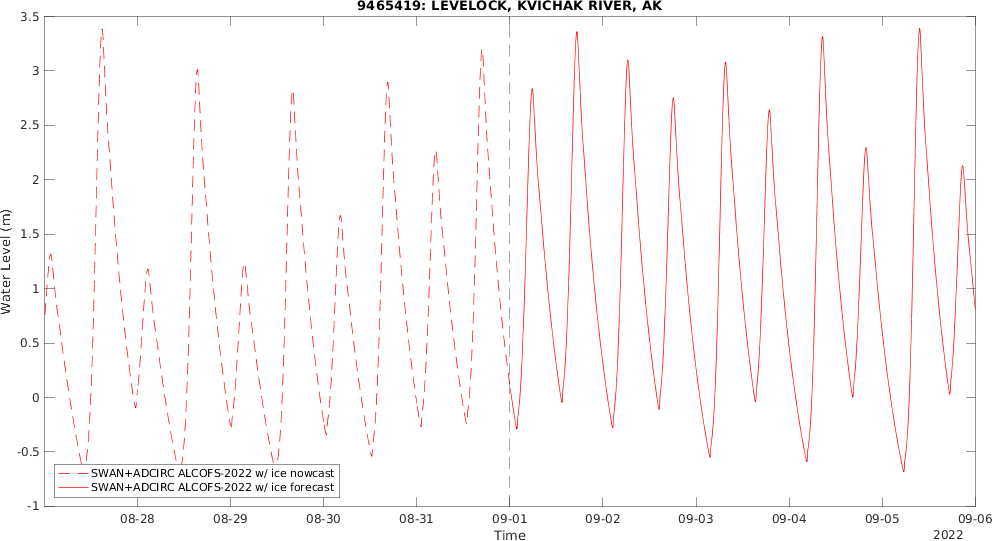 9465419: LEVELOCK, KVICHAK RIVER, AK
3.5
3
2.5
2
1.5
1
0.5
0
-0.5
-1
Water Level (m)
SWAN+ADCIRC ALCOFS-2022 w/ ice nowcast
SWAN+ADCIRC ALCOFS-2022 w/ ice forecast
08-28 08-29 08-30 08-31 09-01 09-02 09-03 09-04 09-05 09-06
Time
2022